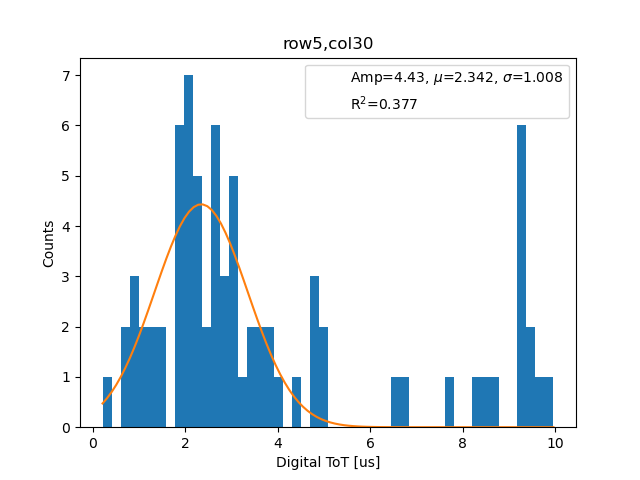 row5,col30
Amp=4.43, μ=2.342, σ=1.008
R²=0.377
Counts
7
6
5
4
3
2
1
0
0 2 4 6 8 10
Digital ToT [us]